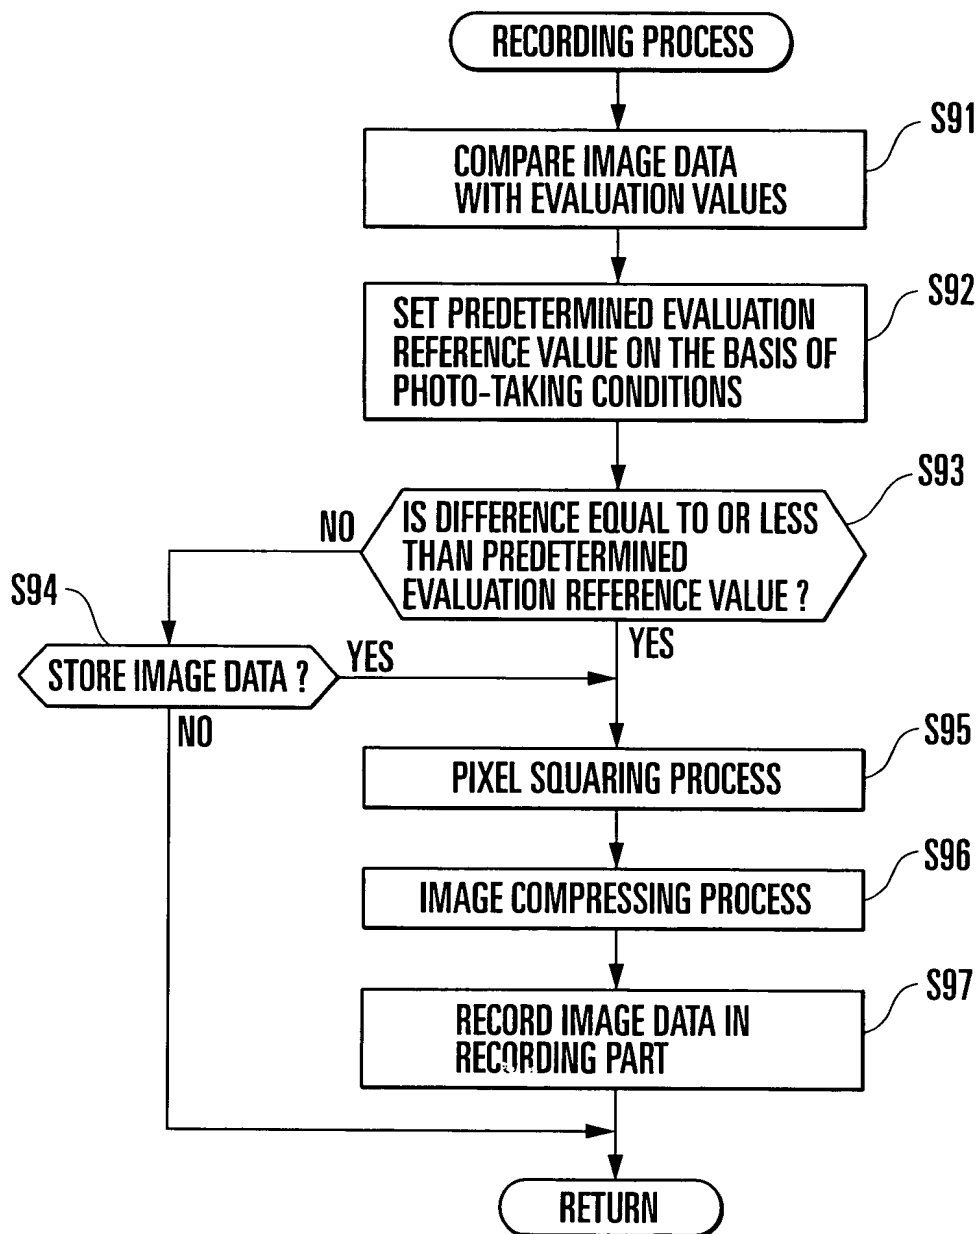 RECORDING PROCESS
S91
COMPARE IMAGE DATA
WITH EVALUATION VALUES
S92
SET PREDETERMINED EVALUATION
REFERENCE VALUE ON THE BASIS OF
PHOTO-TAKING CONDITIONS
S93
IS DIFFERENCE EQUAL TO OR LESS
THAN PREDETERMINED
EVALUATION REFERENCE VALUE ?
NO
YES
S94
STORE IMAGE DATA ?
YES
NO
S95
PIXEL SQUARING PROCESS
S96
IMAGE COMPRESSING PROCESS
S97
RECORD IMAGE DATA IN
RECORDING PART
RETURN